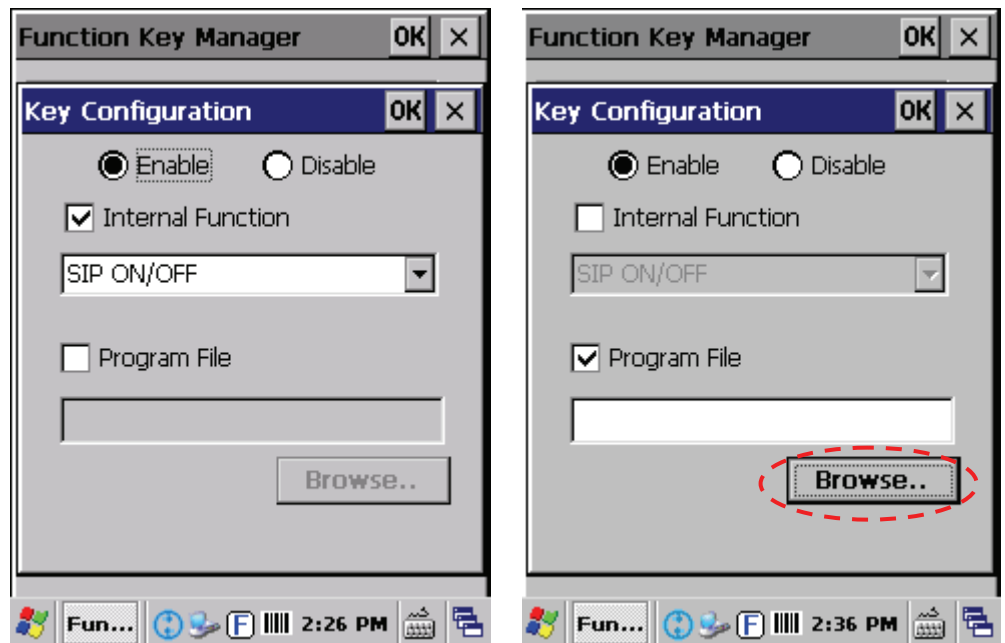 Function Key Manager OK ×
Key Configuration OK ×
Enable Disable
Internal Function
SIP ON/OFF
Program File
Browse..
Fun... F 2:26 PM
Function Key Manager OK ×
Key Configuration OK ×
Enable Disable
Internal Function
SIP ON/OFF
Program File
Browse..
Fun... F 2:36 PM